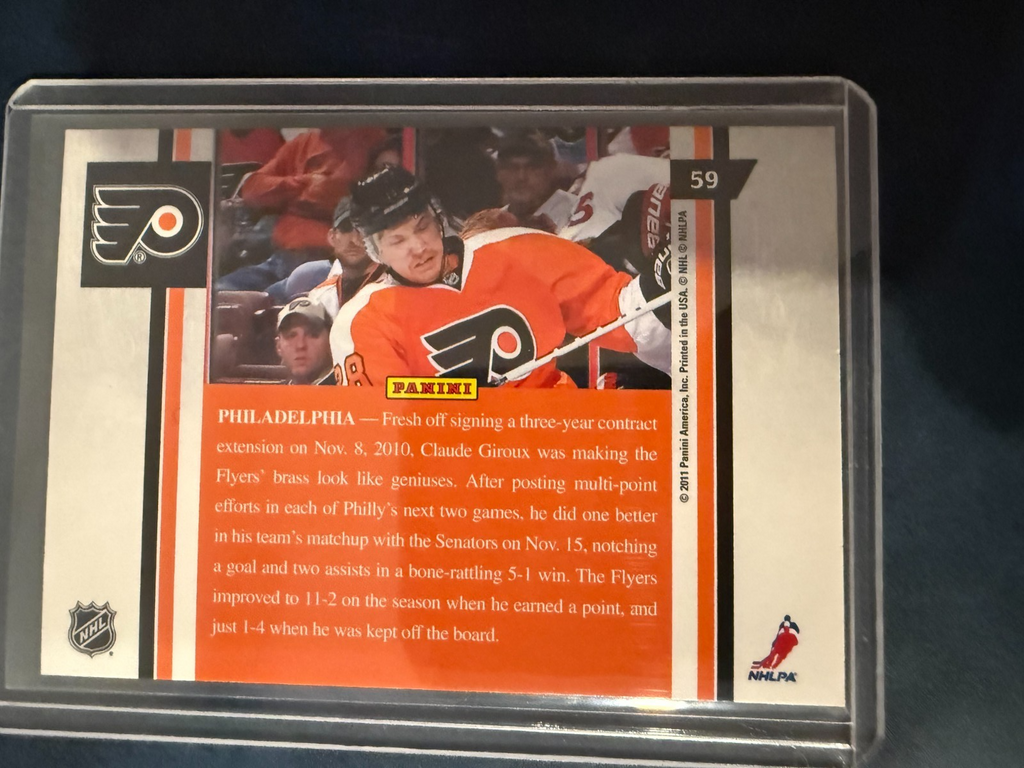 59
BAUER
28
PANINI
PHILADELPHIA — Fresh off signing a three-year contract
extension on Nov. 8, 2010, Claude Giroux was making the
Flyers' brass look like geniuses. After posting multi-point
efforts in each of Philly's next two games, he did one better
in his team's matchup with the Senators on Nov. 15, notching
a goal and two assists in a bone-rattling 5-1 win. The Flyers
improved to 11-2 on the season when he earned a point, and
just 1-4 when he was kept off the board.
© 2011 Panini America, Inc. Printed in the USA. © NHL © NHLPA
NHL
NHLPA